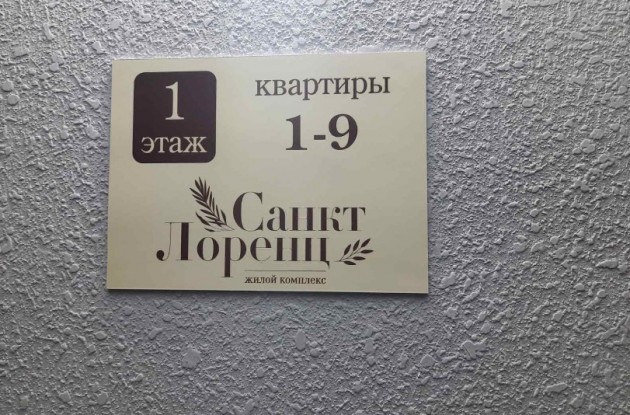 1
этаж
квартиры
1-9
Санкт
Лоренц
жилой комплекс